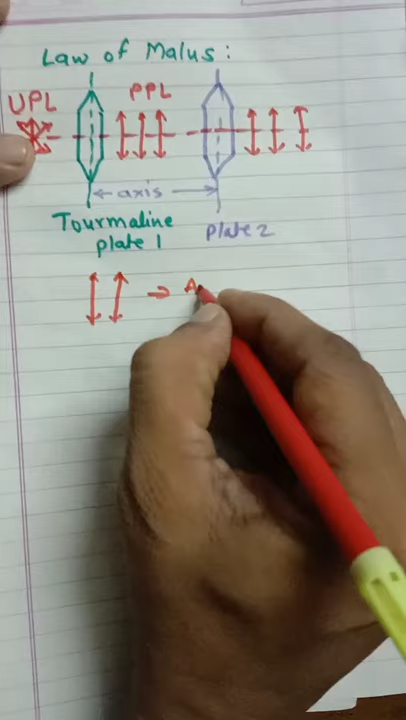 Law of Malus:
UPL PPL
axis
Tourmaline
plate 1
plate 2
A